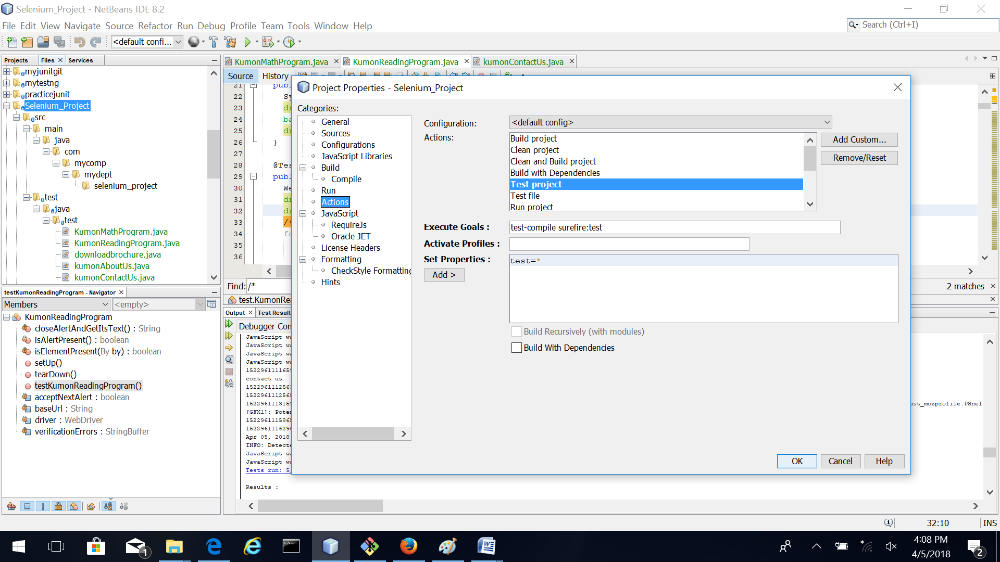 Selenium_Project - NetBeans IDE 8.2
File Edit View Navigate Source Refactor Run Debug Profile Team Tools Window Help
Search (Ctrl+I)
<default confi...
Projects Files Services
myjunitgit
mytestng
practicejunit
Selenium_Project
src
main
java
com
mycomp
mydept
selenium_project
test
java
test
KumonMathProgram.java
KumonReadingProgram.java
downloadbrochure.java
kumonAboutUs.java
kumonContactUs.java
testKumonReadingProgram - Navigator
Members <empty>
KumonReadingProgram
closeAlertAndGetItsText() : String
isAlertPresent() : boolean
isElementPresent(By by) : boolean
setUp()
tearDown()
testKumonReadingProgram()
acceptNextAlert : boolean
baseUrl : String
driver : WebDriver
verificationErrors : StringBuffer
KumonMathProgram.java KumonReadingProgram.java kumonContactUs.java
Source History
21 publ
22 Sy
23 dr
24 ba
25 dr
26 }
27
28 @Tes
29 publ
30 We
31 dr
32 dr
33 /*
34 fo
35
36
Find: /*
2 matches
test.KumonRea
Output Test Result
Debugger Con
JavaScript wa
JavaScript wa
JavaScript wa
JavaScript wa
1522961111659
contact us
1522961112563
1522961112568
1522961113159
ust_mozprofile.PSneI
[GFX1]: Poten
1522961115865
1522961116290
Apr 05, 2018
INFO: Detecte
JavaScript wa
JavaScript wa
Tests run: 5,
Results :
Project Properties - Selenium_Project
Categories:
General
Sources
Configurations
JavaScript Libraries
Build
Compile
Run
Actions
JavaScript
RequireJs
Oracle JET
License Headers
Formatting
CheckStyle Formatting
Hints
Configuration: <default config>
Actions:
Build project
Clean project
Clean and Build project
Build with Dependencies
Test project
Test file
Run project
Add Custom...
Remove/Reset
Execute Goals : test-compile surefire:test
Activate Profiles :
Set Properties : test=*
Add >
Build Recursively (with modules)
Build With Dependencies
OK Cancel Help
32:10 INS
1
4:08 PM
4/5/2018
2